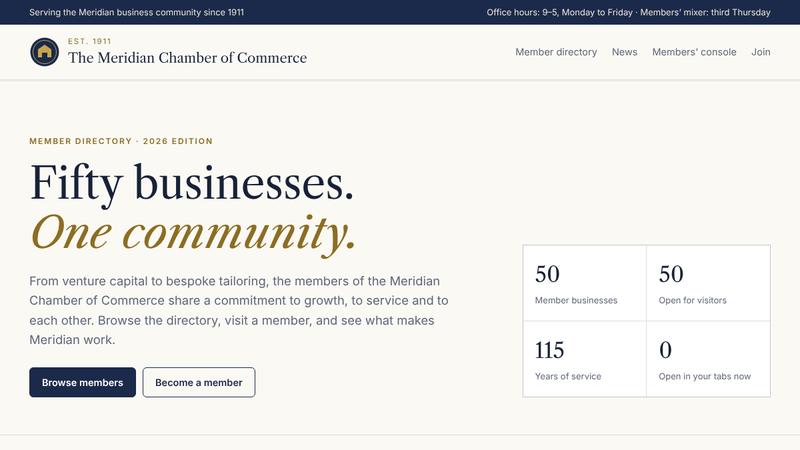 Serving the Meridian business community since 1911
Office hours: 9–5, Monday to Friday · Members’ mixer: third Thursday
EST. 1911
The Meridian Chamber of Commerce
Member directory
News
Members’ console
Join
MEMBER DIRECTORY · 2026 EDITION
Fifty businesses.
One community.
From venture capital to bespoke tailoring, the members of the Meridian
Chamber of Commerce share a commitment to growth, to service and to
each other. Browse the directory, visit a member, and see what makes
Meridian work.
Browse members
Become a member
50
Member businesses
50
Open for visitors
115
Years of service
0
Open in your tabs now